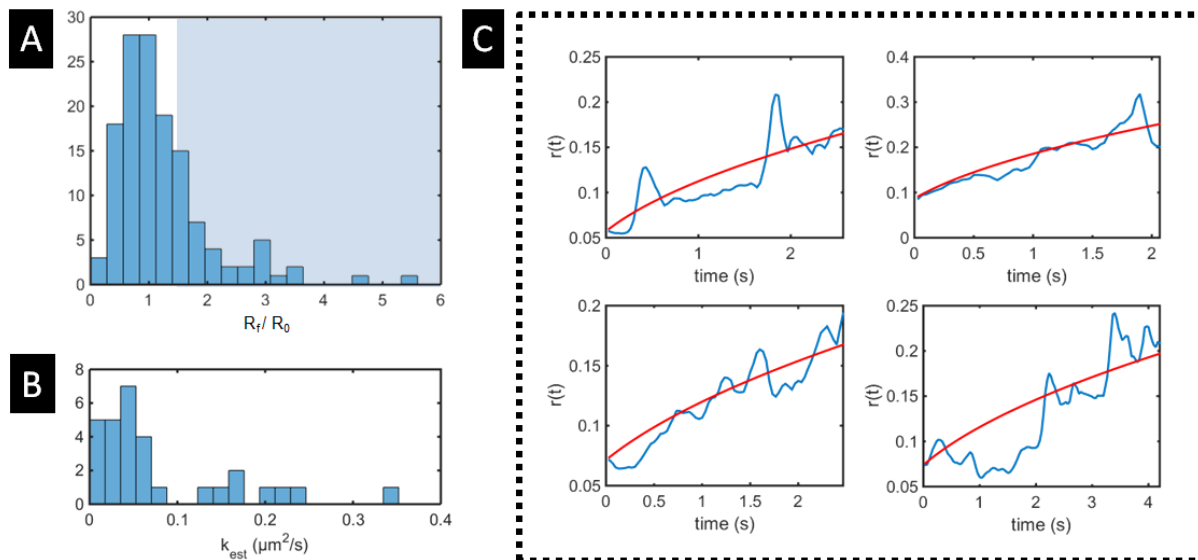 A
30
25
20
15
10
5
0
0 1 2 3 4 5 6
R_f / R_0
B
8
6
4
2
0
0 0.1 0.2 0.3 0.4
k_est (µm²/s)
C
0.25
0.2
0.15
0.1
0.05
r(t)
1 2
time (s)
0.4
0.3
0.2
0.1
0
r(t)
0 0.5 1 1.5 2
time (s)
0.2
0.15
0.1
0.05
r(t)
0 0.5 1 1.5 2
time (s)
0.25
0.2
0.15
0.1
0.05
r(t)
0 1 2 3 4
time (s)